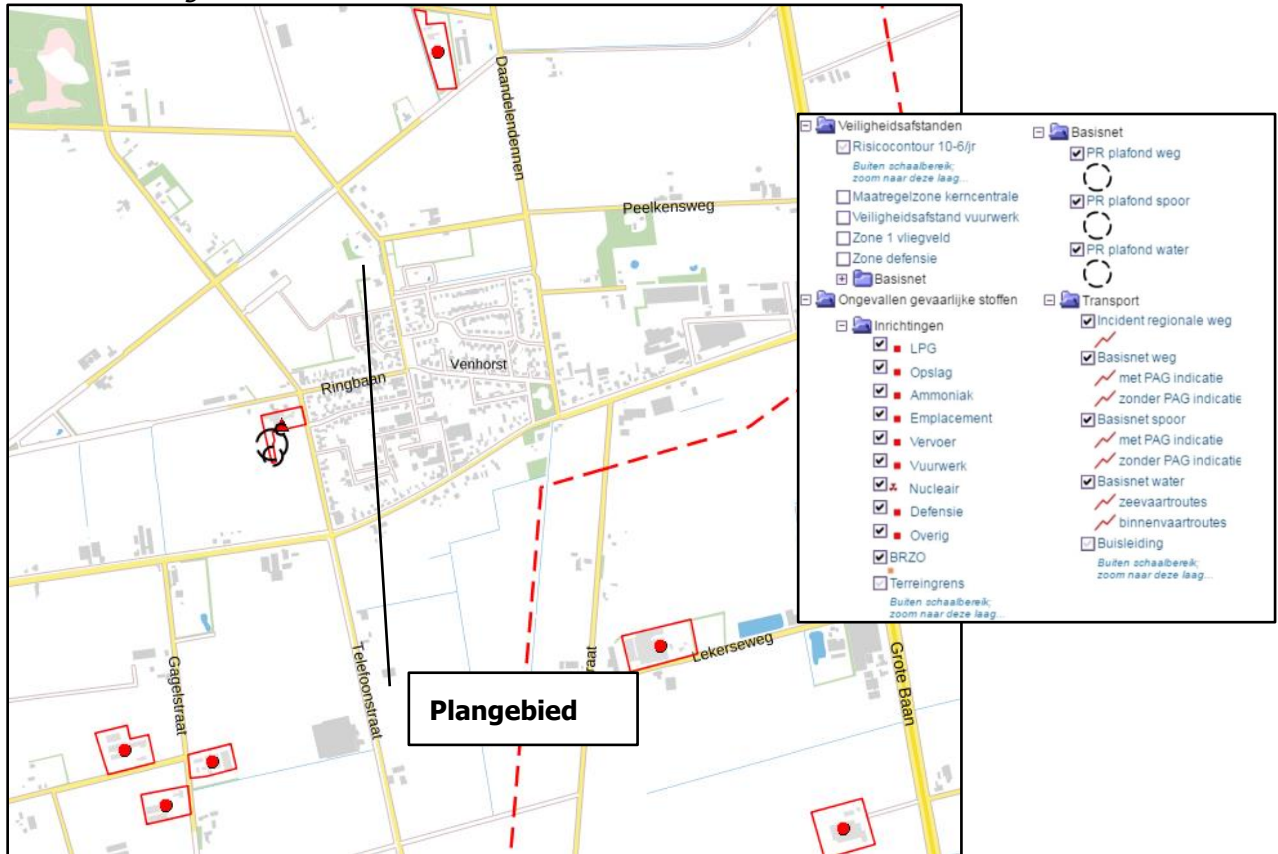 Daandelendennen
Peelkensweg
Venhorst
Ringbaan
Gagelstraat
Telefoonstraat
raat
Lekerseweg
Grote Baan
Plangebied
Veiligheidsafstanden
Risicocontour 10-6/jr
Buiten schaalbereik;
zoom naar deze laag...
Maatregelzone kerncentrale
Veiligheidsafstand vuurwerk
Zone 1 vliegveld
Zone defensie
Basisnet
Ongevallen gevaarlijke stoffen
Inrichtingen
LPG
Opslag
Ammoniak
Emplacement
Vervoer
Vuurwerk
Nucleair
Defensie
Overig
BRZO
Terreingrens
Buiten schaalbereik;
zoom naar deze laag...
Basisnet
PR plafond weg
PR plafond spoor
PR plafond water
Transport
Incident regionale weg
Basisnet weg
met PAG indicatie
zonder PAG indicatie
Basisnet spoor
met PAG indicatie
zonder PAG indicatie
Basisnet water
zeevaartroutes
binnenvaartroutes
Buisleiding
Buiten schaalbereik;
zoom naar deze laag...